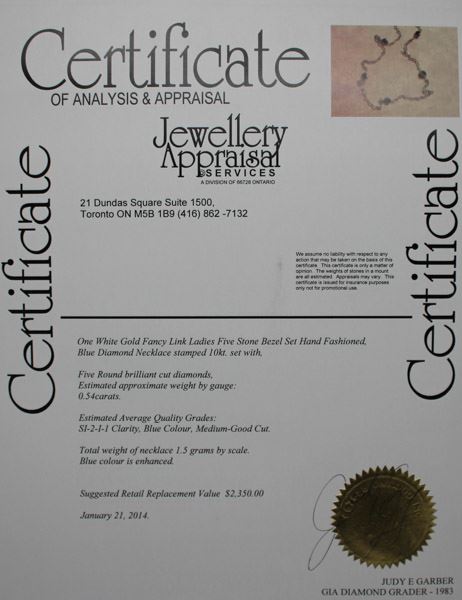 Certificate
OF ANALYSIS & APPRAISAL
Jewellery
Appraisal
SERVICES
A DIVISION OF 66728 ONTARIO
21 Dundas Square Suite 1500,
Toronto ON M5B 1B9 (416) 862 -7132
Certificate
Certificate
We assume no liability with respect to any
action that may be taken on the basis of this
certificate. This certificate is only a matter of
opinion. The weights of stones in a mount
are all estimated. Appraisals may vary. This
certificate is issued for insurance purposes
only not for promotional use.
One White Gold Fancy Link Ladies Five Stone Bezel Set Hand Fashioned,
Blue Diamond Necklace stamped 10kt. set with,
Five Round brilliant cut diamonds,
Estimated approximate weight by gauge:
0.54carats.
Estimated Average Quality Grades:
SI-2-I-1 Clarity, Blue Colour, Medium-Good Cut.
Total weight of necklace 1.5 grams by scale.
Blue colour is enhanced.
Suggested Retail Replacement Value $2,350.00
January 21, 2014.
JUDY E GARBER
GIA DIAMOND GRADER - 1983